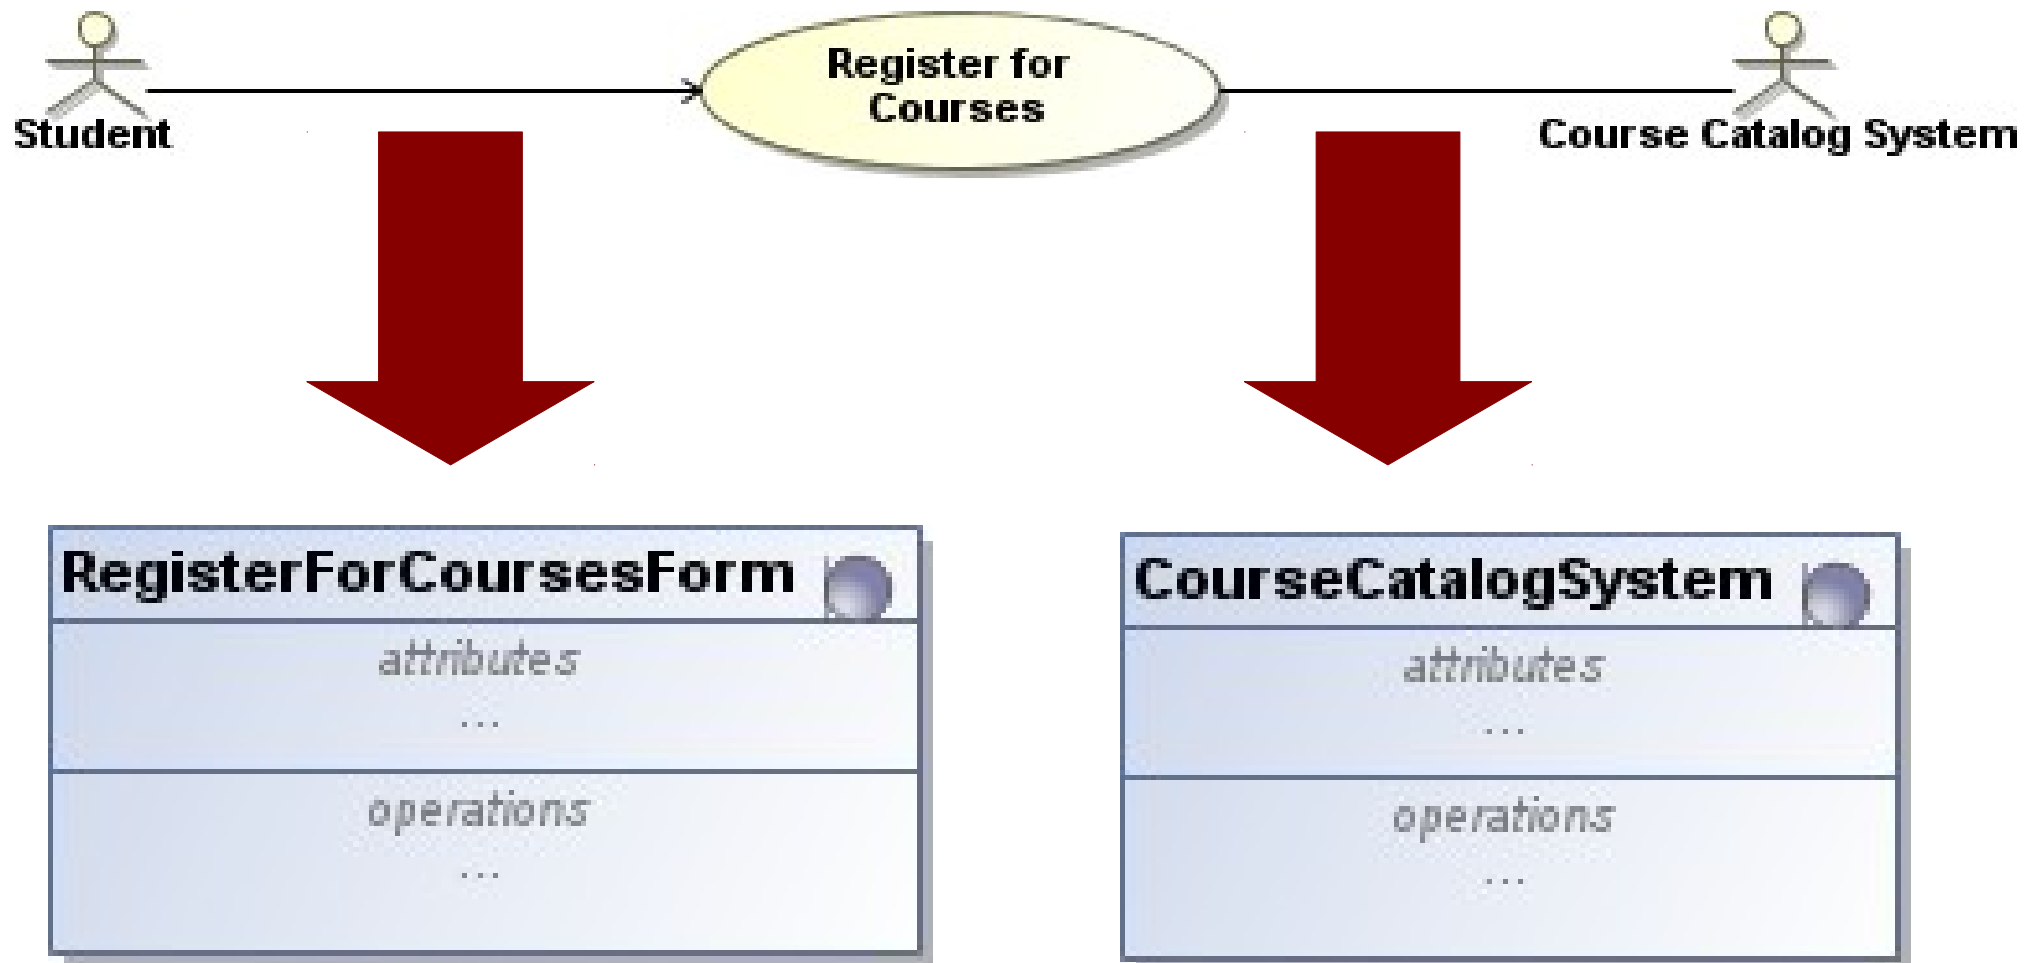 Register for
Courses
Student
Course Catalog System
RegisterForCoursesForm
attributes
...
operations
...
CourseCatalogSystem
attributes
...
operations
...